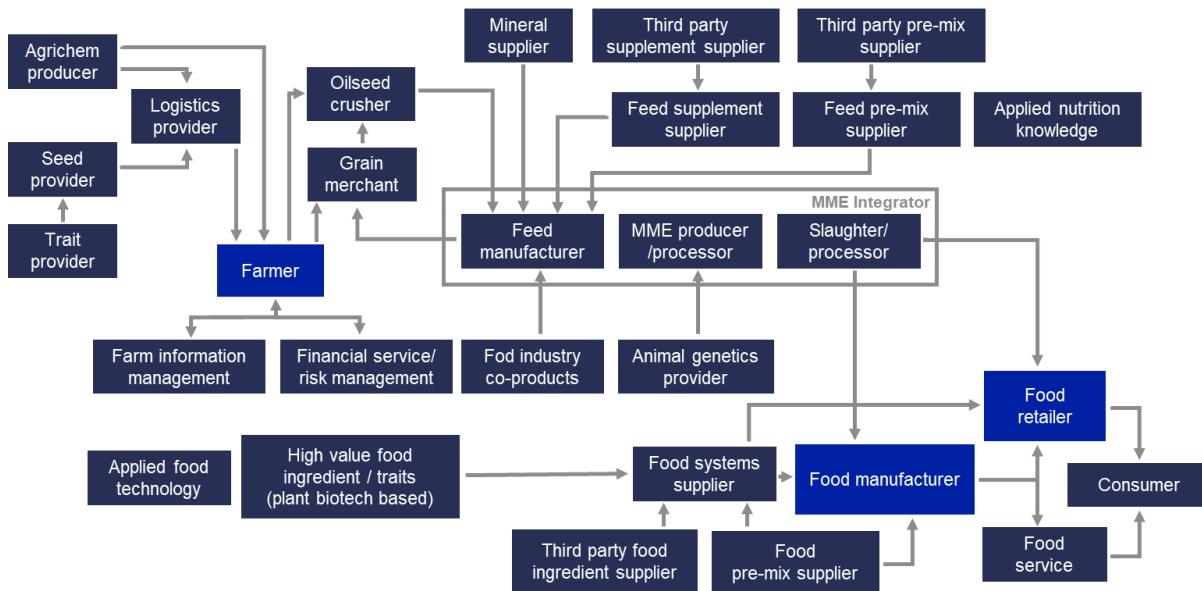 Agrichem
producer
Logistics
provider
Seed
provider
Trait
provider
Oilseed
crusher
Grain
merchant
Mineral
supplier
Third party
supplement supplier
Third party pre-mix
supplier
Feed supplement
supplier
Feed pre-mix
supplier
Applied nutrition
knowledge
MME Integrator
Farmer
Feed
manufacturer
MME producer
/processor
Slaughter/
processor
Farm information
management
Financial service/
risk management
Fod industry
co-products
Animal genetics
provider
Food
retailer
Applied food
technology
High value food
ingredient / traits
(plant biotech based)
Food systems
supplier
Food manufacturer
Consumer
Third party food
ingredient supplier
Food
pre-mix supplier
Food
service